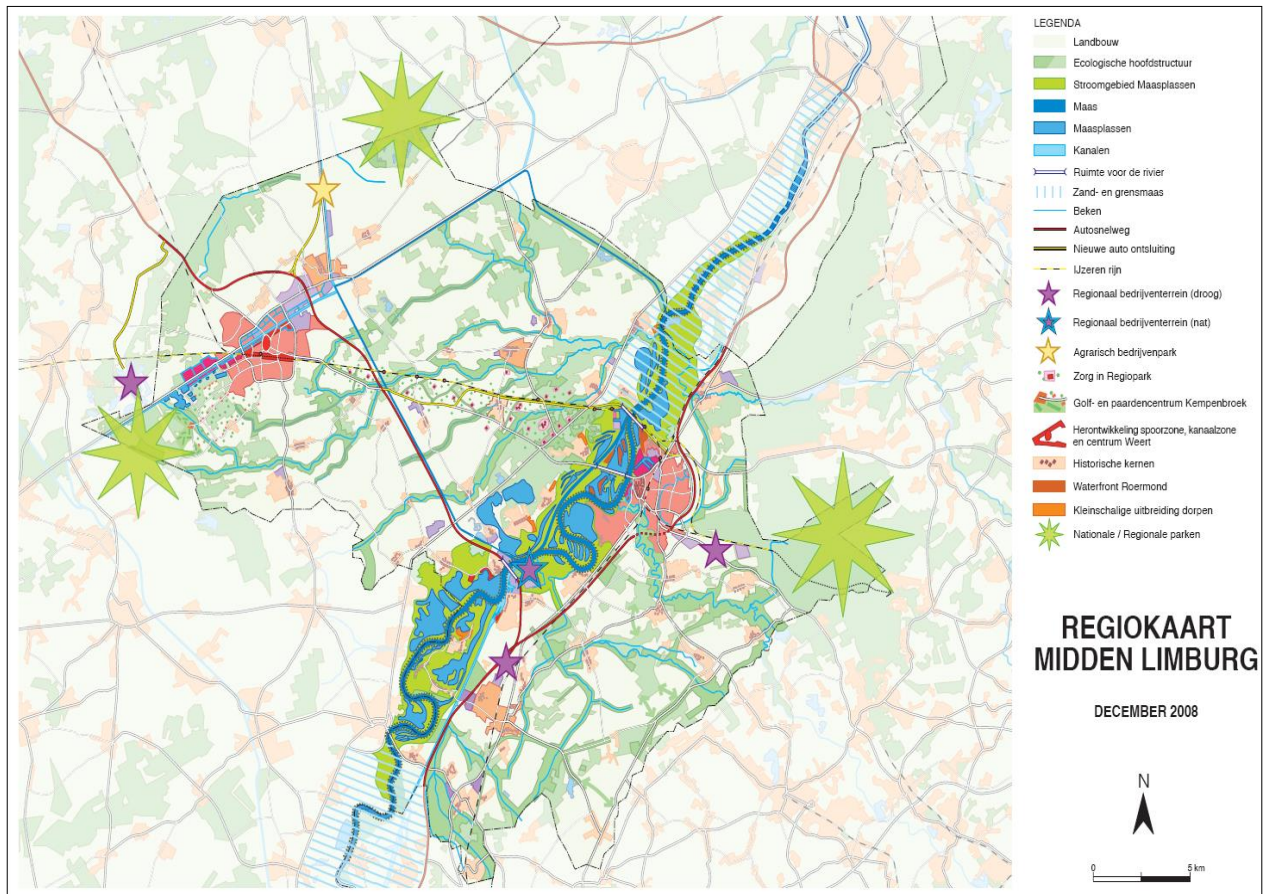 LEGENDA
Landbouw
Ecologische hoofdstructuur
Stroomgebied Maasplassen
Maas
Maasplassen
Kanalen
Ruimte voor de rivier
Zand- en grensmaas
Beken
Autosnelweg
Nieuwe auto ontsluiting
IJzeren rijn
Regionaal bedrijventerrein (droog)
Regionaal bedrijventerrein (nat)
Agrarisch bedrijvenpark
Zorg in Regiopark
Golf- en paardencentrum Kempenbroek
Herontwikkeling spoorzone, kanaalzone
en centrum Weert
Historische kernen
Waterfront Roermond
Kleinschalige uitbreiding dorpen
Nationale / Regionale parken
REGIOKAART
MIDDEN LIMBURG
DECEMBER 2008
N
0 5 km